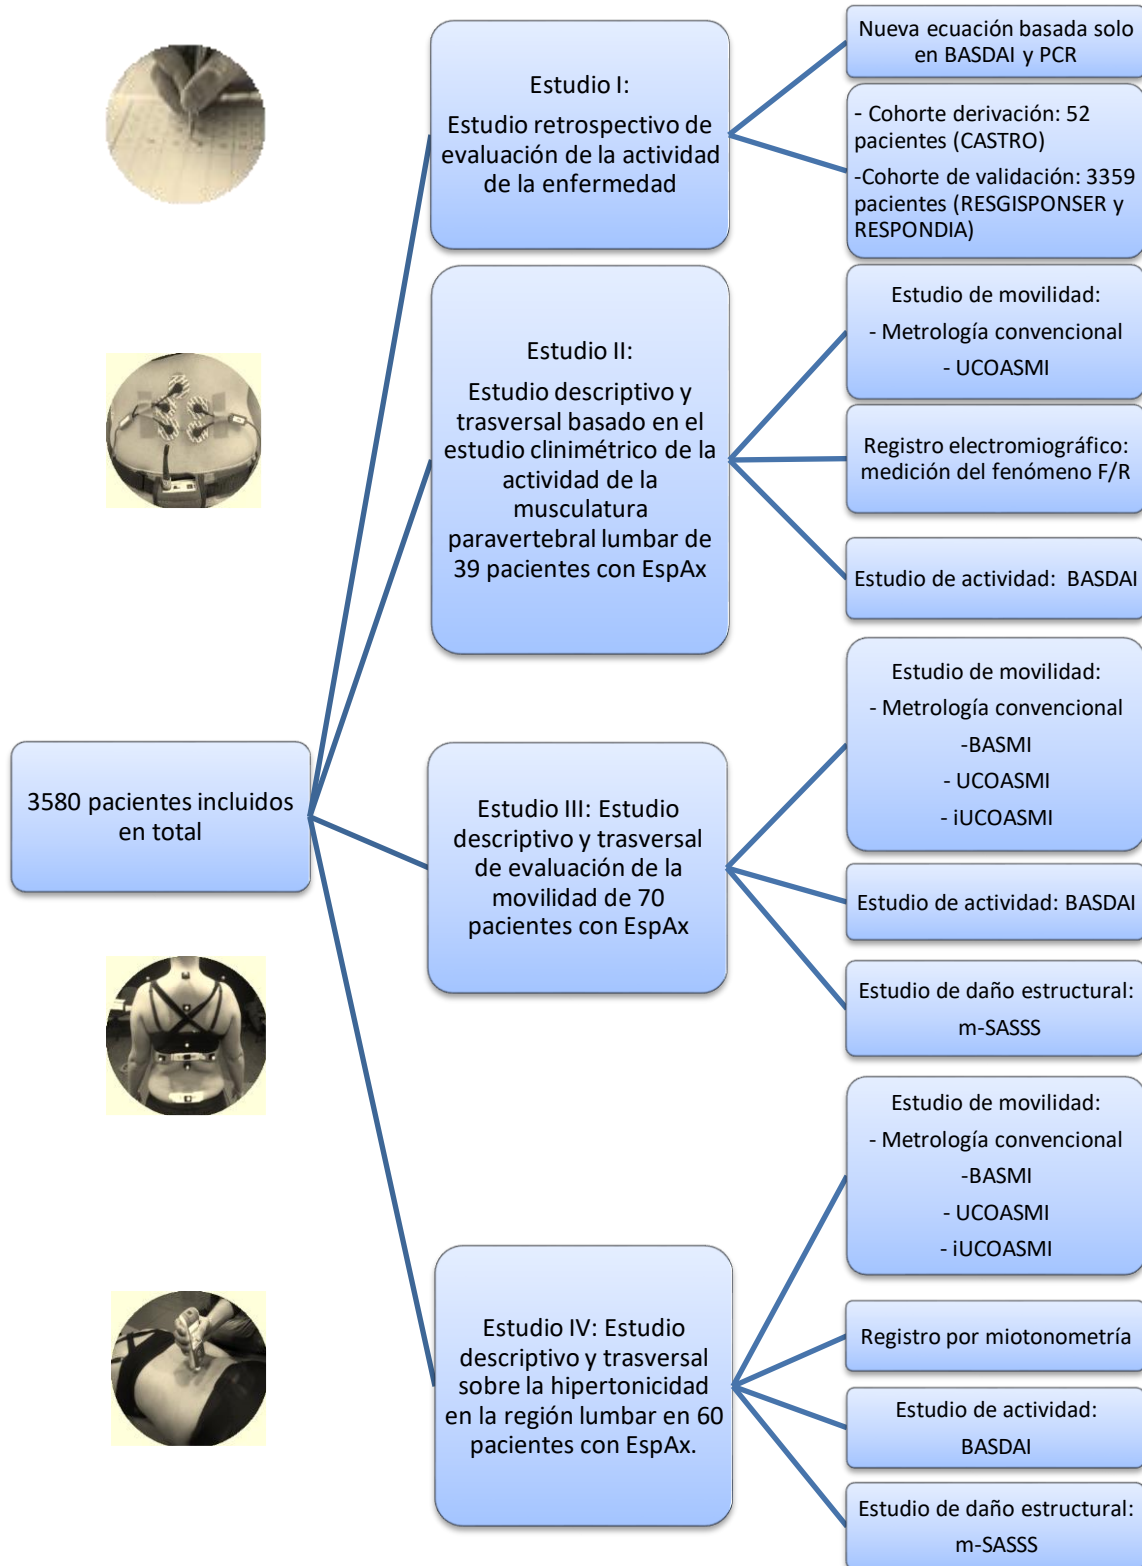 3580 pacientes incluidos
en total
Estudio I:
Estudio retrospectivo de
evaluación de la actividad
de la enfermedad
Nueva ecuación basada solo
en BASDAI y PCR
- Cohorte derivación: 52
pacientes (CASTRO)
-Cohorte de validación: 3359
pacientes (RESGISPONSER y
RESPONDIA)
Estudio II:
Estudio descriptivo y
trasversal basado en el
estudio clinimétrico de la
actividad de la
musculatura
paravertebral lumbar de
39 pacientes con EspAx
Estudio de movilidad:
- Metrología convencional
- UCOASMI
Registro electromiográfico:
medición del fenómeno F/R
Estudio de actividad: BASDAI
Estudio III: Estudio
descriptivo y trasversal
de evaluación de la
movilidad de 70
pacientes con EspAx
Estudio de movilidad:
- Metrología convencional
-BASMI
- UCOASMI
- iUCOASMI
Estudio de actividad: BASDAI
Estudio de daño estructural:
m-SASSS
Estudio IV: Estudio
descriptivo y trasversal
sobre la hipertonicidad
en la región lumbar en 60
pacientes con EspAx.
Estudio de movilidad:
- Metrología convencional
-BASMI
- UCOASMI
- iUCOASMI
Registro por miotonometría
Estudio de actividad:
BASDAI
Estudio de daño estructural:
m-SASSS